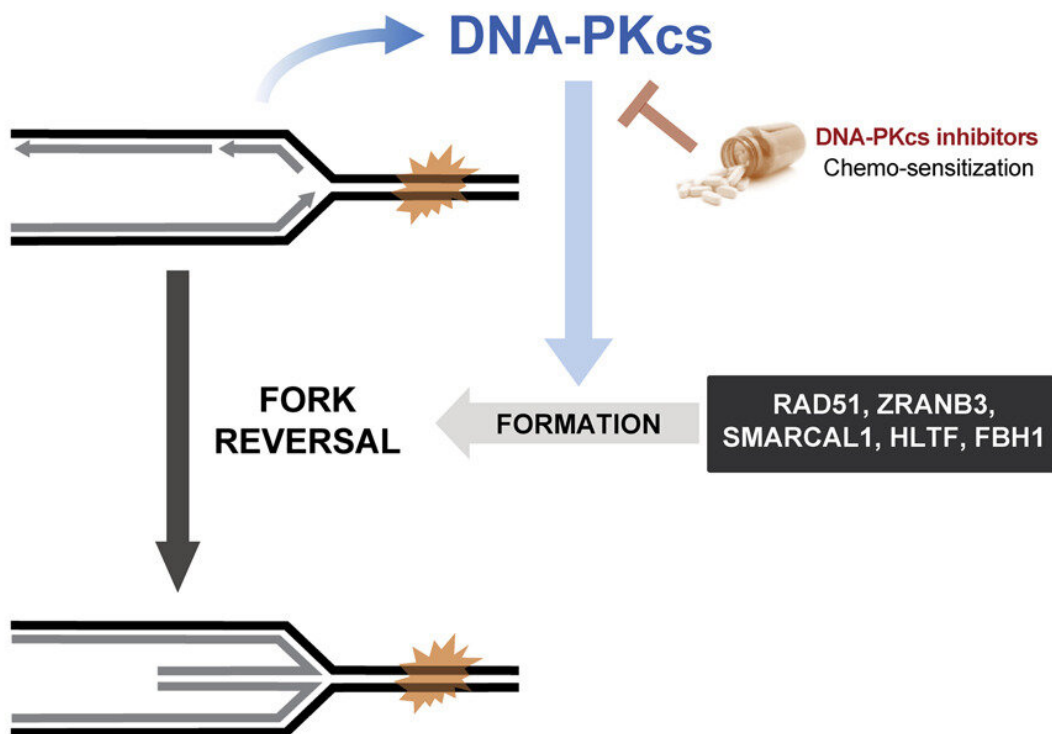 DNA-PKcs
DNA-PKcs inhibitors
Chemo-sensitization
FORK
REVERSAL
FORMATION
RAD51, ZRANB3,
SMARCAL1, HLTF, FBH1